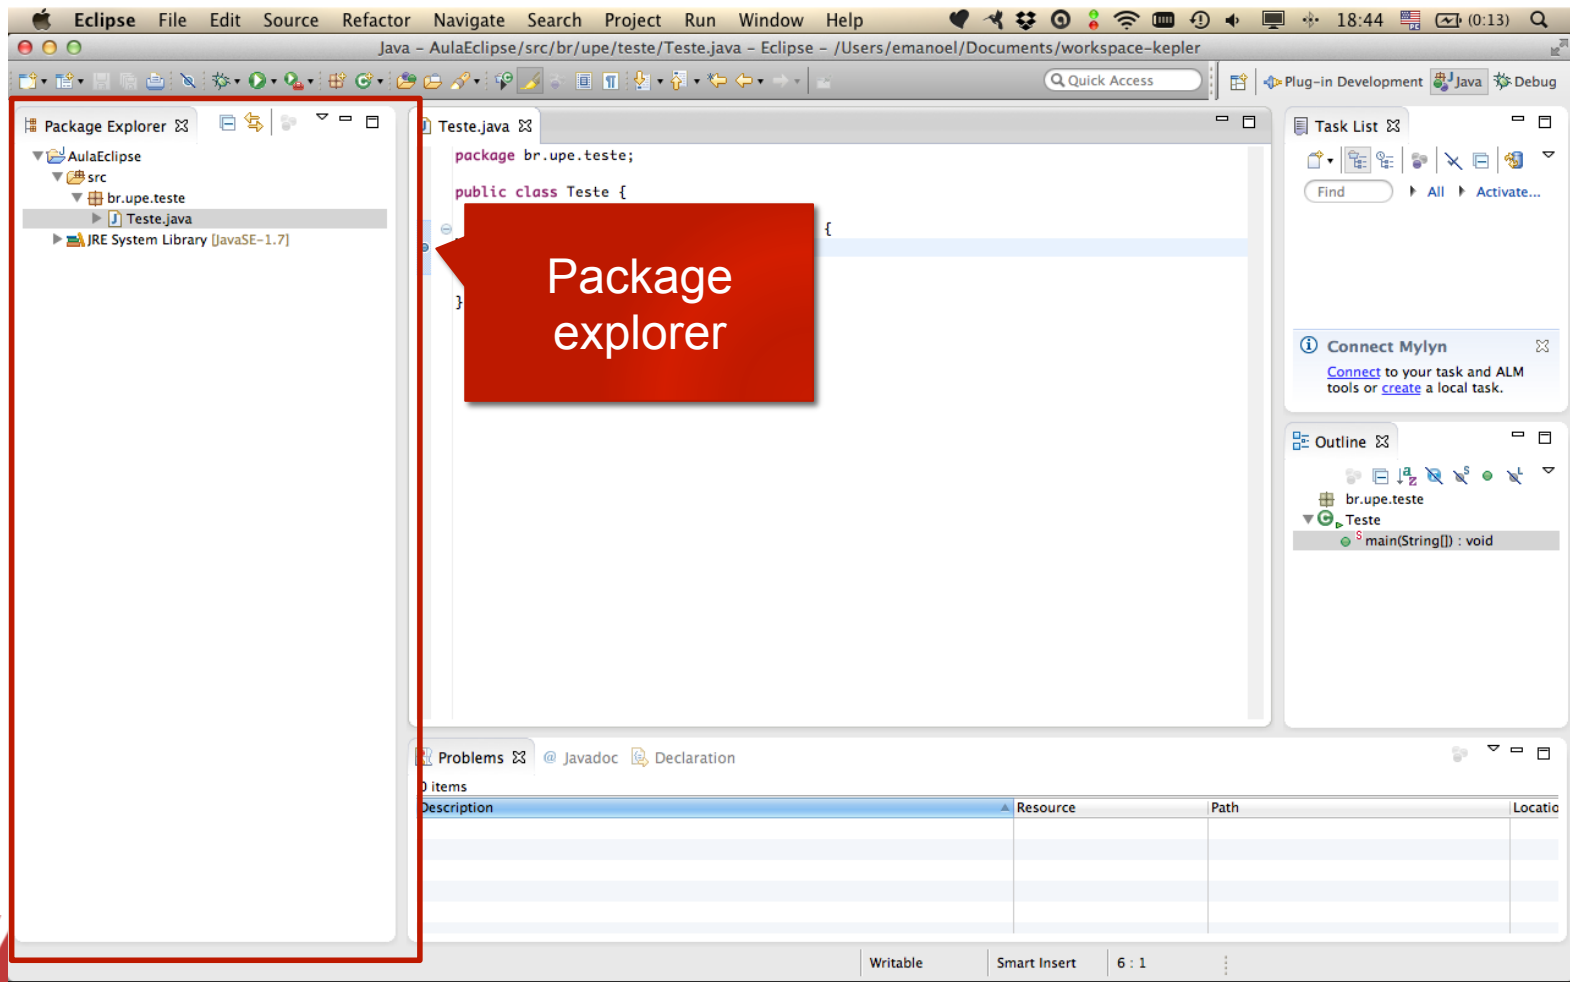 Eclipse File Edit Source Refactor Navigate Search Project Run Window Help 18:44 (0:13)
Java – AulaEclipse/src/br/upe/teste/Teste.java – Eclipse – /Users/emanoel/Documents/workspace-kepler
Quick Access Plug-in Development Java Debug
Package Explorer
AulaEclipse
src
br.upe.teste
Teste.java
JRE System Library [JavaSE-1.7]
Teste.java
package br.upe.teste;
public class Teste {
{
}
Package
explorer
Task List
Find All Activate...
Connect Mylyn
Connect to your task and ALM
tools or create a local task.
Outline
br.upe.teste
Teste
main(String[]) : void
Problems @ Javadoc Declaration
0 items
Description Resource Path Locatio
Writable Smart Insert 6 : 1